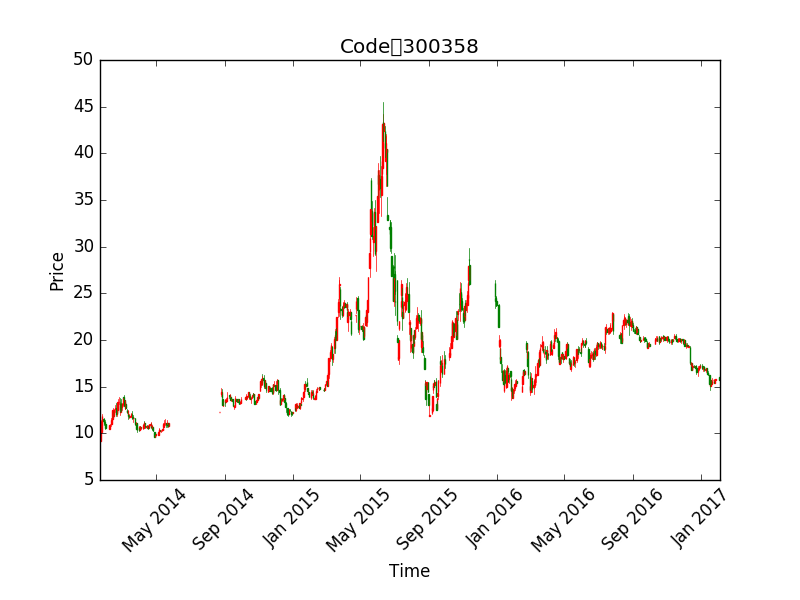 Code▯300358
50
45
40
35
30
25
20
15
10
5
Price
May 2014
Sep 2014
Jan 2015
May 2015
Sep 2015
Jan 2016
May 2016
Sep 2016
Jan 2017
Time